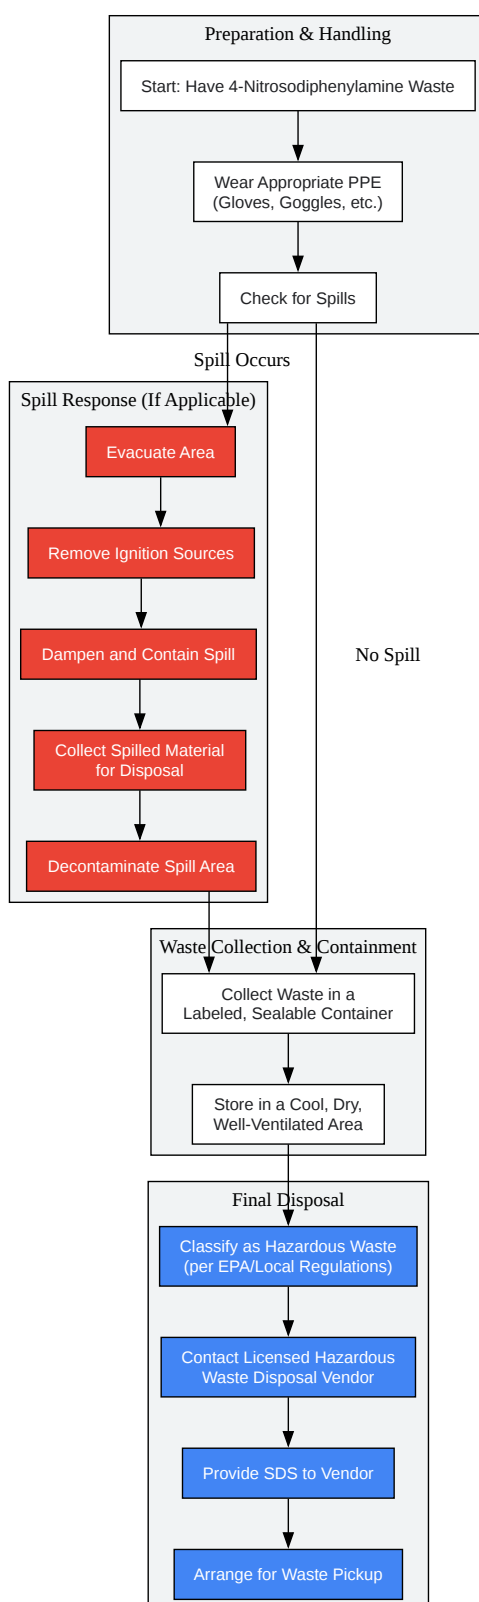 Preparation & Handling
Start: Have 4-Nitrosodiphenylamine Waste
Wear Appropriate PPE
(Gloves, Goggles, etc.)
Check for Spills
Spill Occurs
Spill Response (If Applicable)
Evacuate Area
Remove Ignition Sources
Dampen and Contain Spill
No Spill
Collect Spilled Material
for Disposal
Decontaminate Spill Area
Waste Collection & Containment
Collect Waste in a
Labeled, Sealable Container
Store in a Cool, Dry,
Well-Ventilated Area
Final Disposal
Classify as Hazardous Waste
(per EPA/Local Regulations)
Contact Licensed Hazardous
Waste Disposal Vendor
Provide SDS to Vendor
Arrange for Waste Pickup